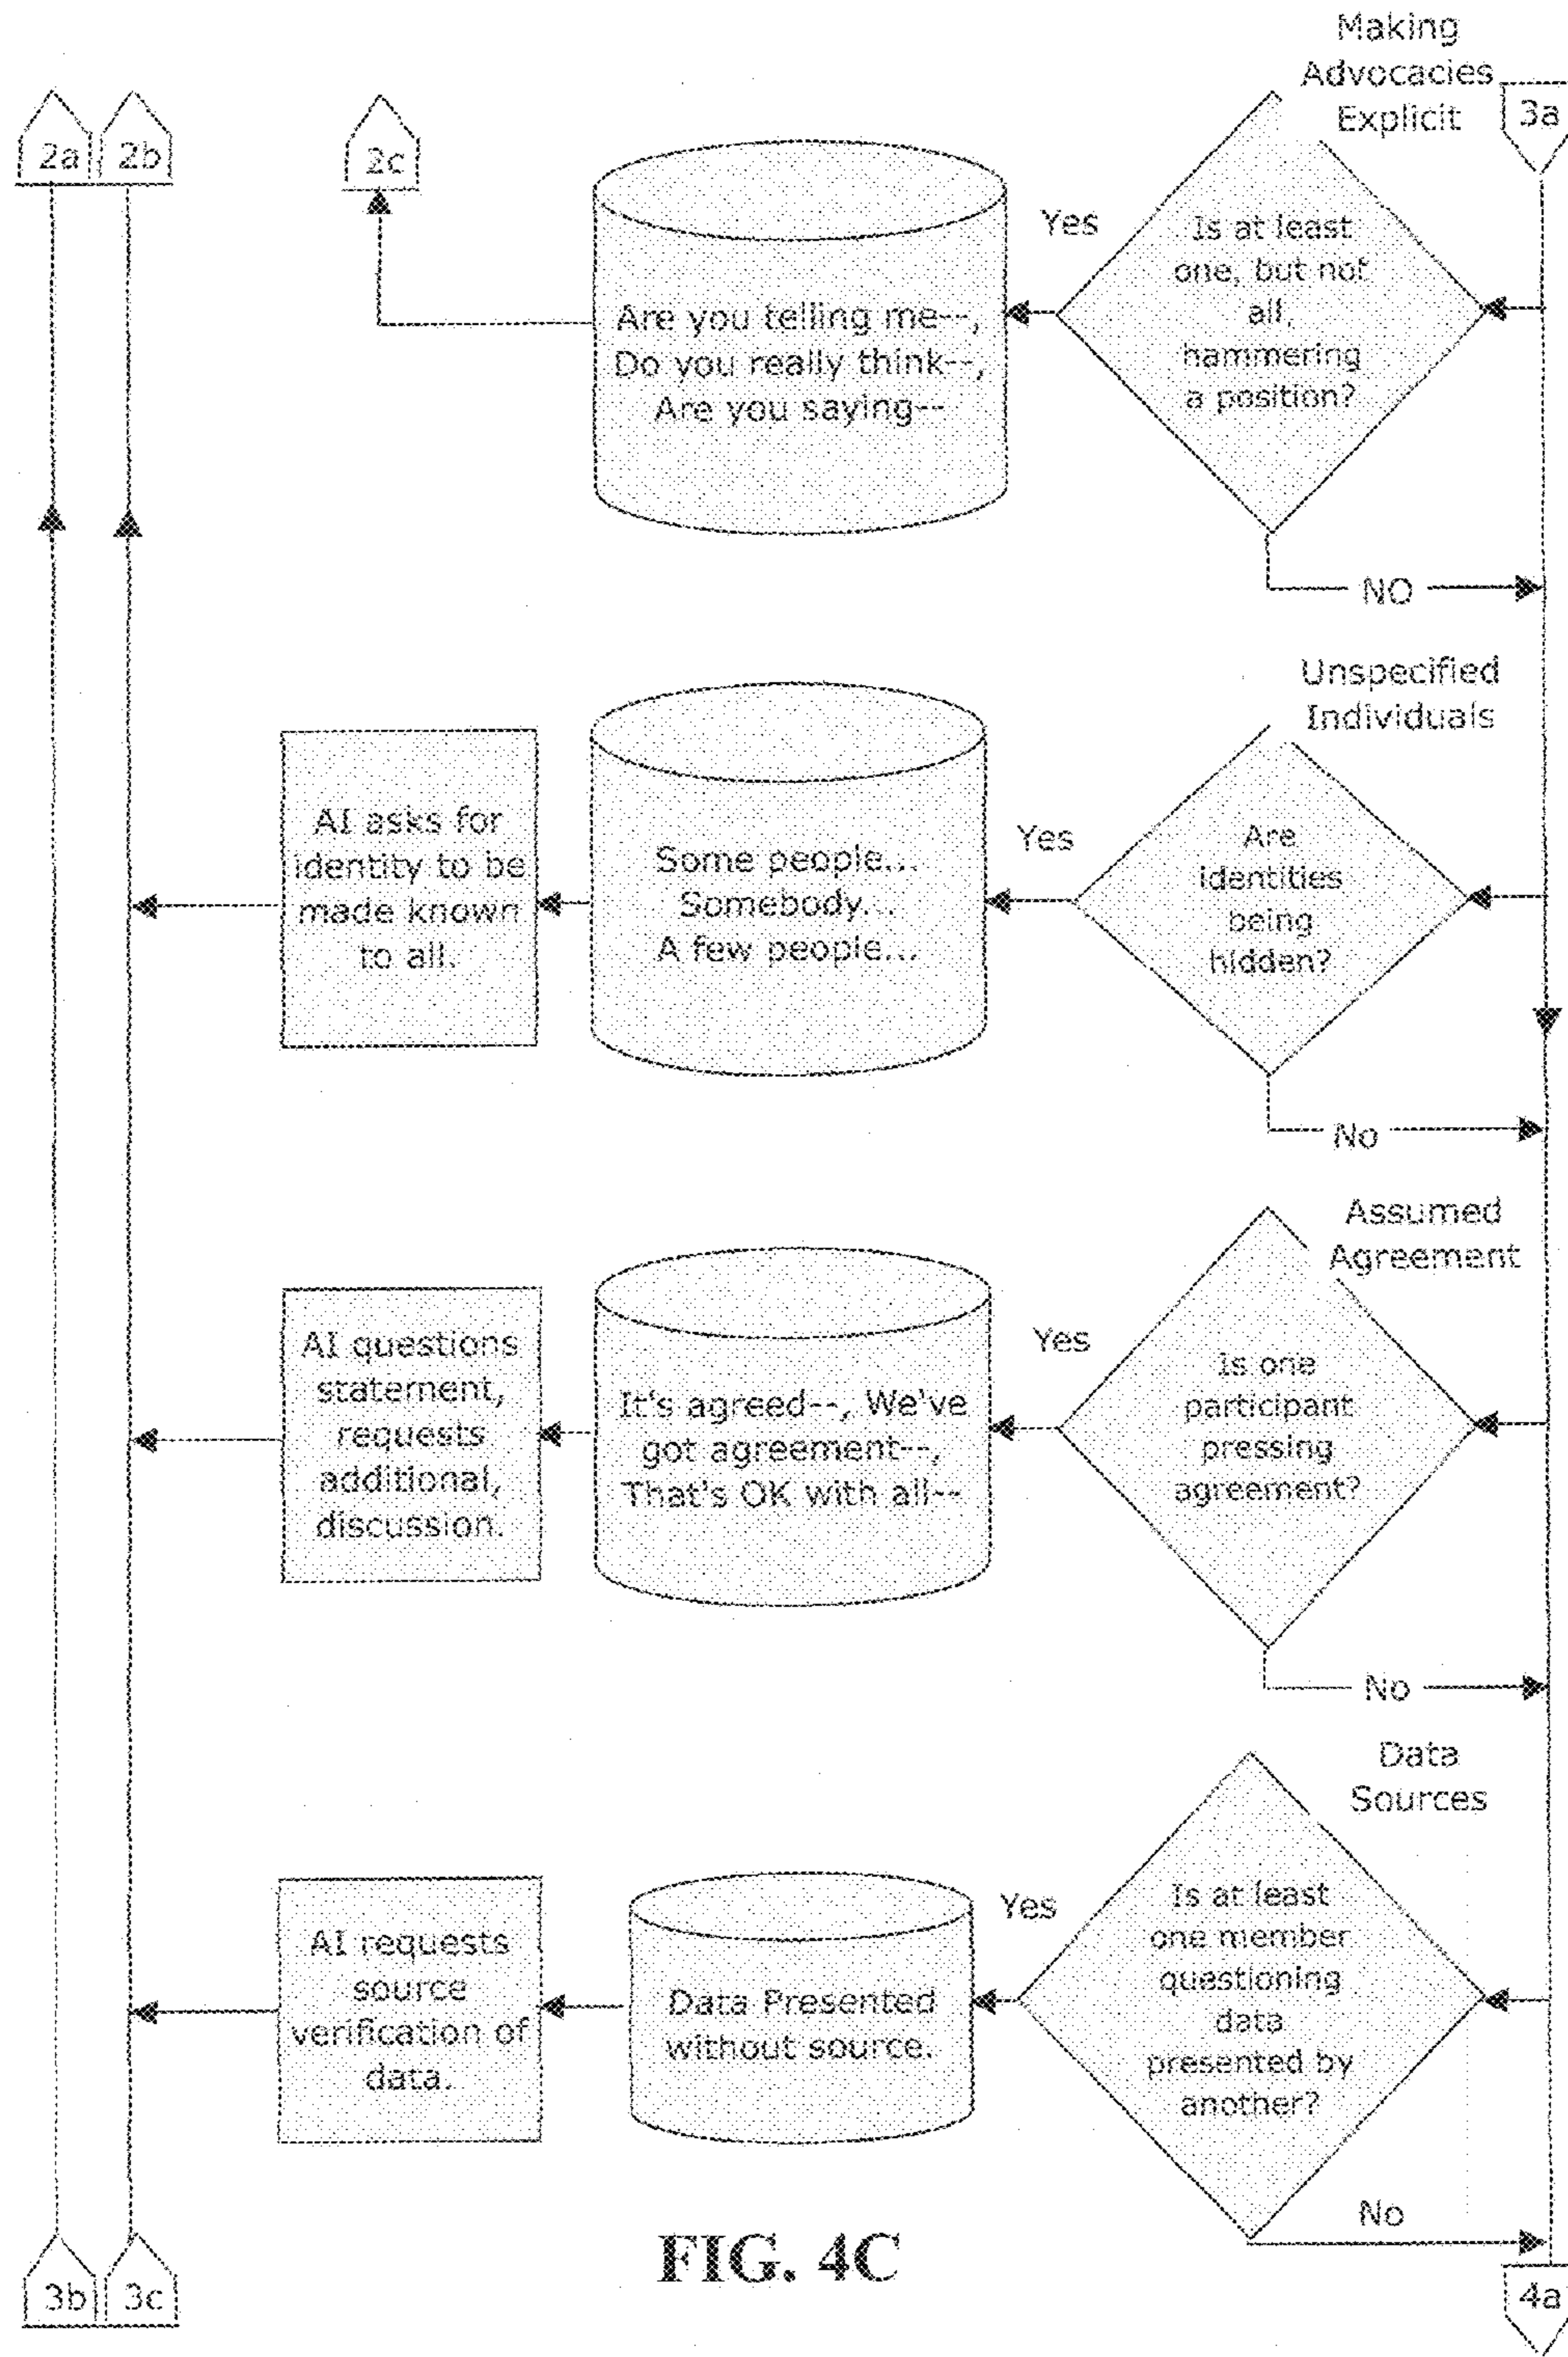 Making
Advocacies
Explicit
2a
2b
2c
3a
Are you telling me--,
Do you really think--,
Are you saying--
Yes
Is at least
one, but not
all,
hammering
a position?
NO
Unspecified
Individuals
AI asks for
identity to be
made known
to all.
Some people...
Somebody...
A few people...
Yes
Are
identities
being
hidden?
No
Assumed
Agreement
AI questions
statement,
requests
additional,
discussion.
It's agreed--, We've
got agreement--,
That's OK with all--
Yes
Is one
participant
pressing
agreement?
No
Data
Sources
AI requests
source
verification of
data.
Data Presented
without source.
Yes
Is at least
one member
questioning
data
presented by
another?
No
3b
3c
FIG. 4C
4a